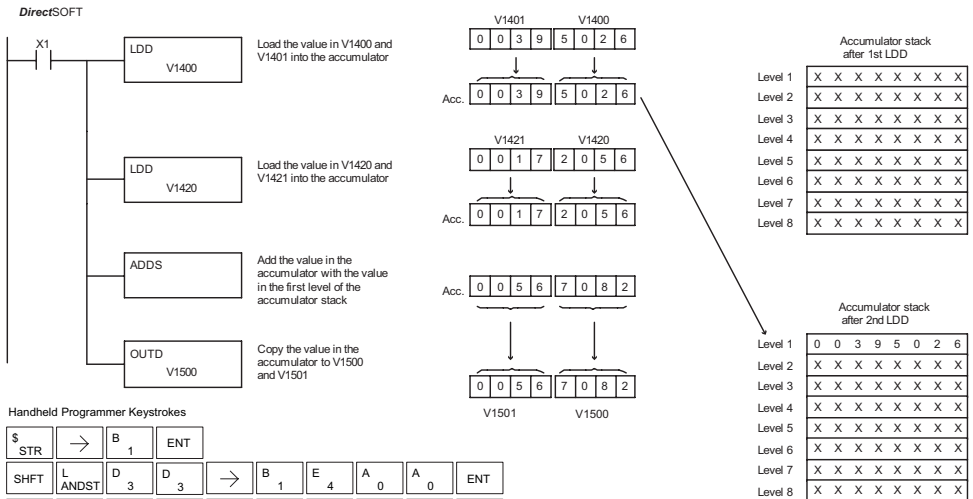 DirectSOFT
X1
LDD
V1400
Load the value in V1400 and
V1401 into the accumulator
LDD
V1420
Load the value in V1420 and
V1421 into the accumulator
ADDS
Add the value in the
accumulator with the value
in the first level of the
accumulator stack
OUTD
V1500
Copy the value in the
accumulator to V1500
and V1501
V1401 V1400
0 0 3 9 5 0 2 6
Acc. 0 0 3 9 5 0 2 6
V1421 V1420
0 0 1 7 2 0 5 6
Acc. 0 0 1 7 2 0 5 6
Acc. 0 0 5 6 7 0 8 2
0 0 5 6 7 0 8 2
V1501 V1500
Accumulator stack
after 1st LDD
Level 1 X X X X X X X X
Level 2 X X X X X X X X
Level 3 X X X X X X X X
Level 4 X X X X X X X X
Level 5 X X X X X X X X
Level 6 X X X X X X X X
Level 7 X X X X X X X X
Level 8 X X X X X X X X
Accumulator stack
after 2nd LDD
Level 1 0 0 3 9 5 0 2 6
Level 2 X X X X X X X X
Level 3 X X X X X X X X
Level 4 X X X X X X X X
Level 5 X X X X X X X X
Level 6 X X X X X X X X
Level 7 X X X X X X X X
Level 8 X X X X X X X X
Handheld Programmer Keystrokes
$ STR → B 1 ENT
SHFT L ANDST D 3 D 3 → B 1 E 4 A 0 A 0 ENT